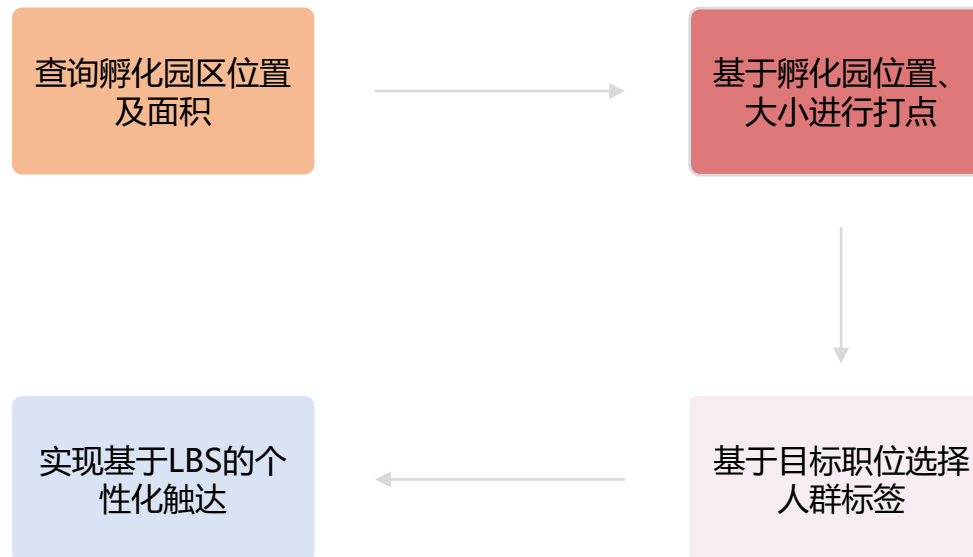 查询孵化园区位置
及面积
基于孵化园位置、
大小进行打点
基于目标职位选择
人群标签
实现基于LBS的个
性化触达